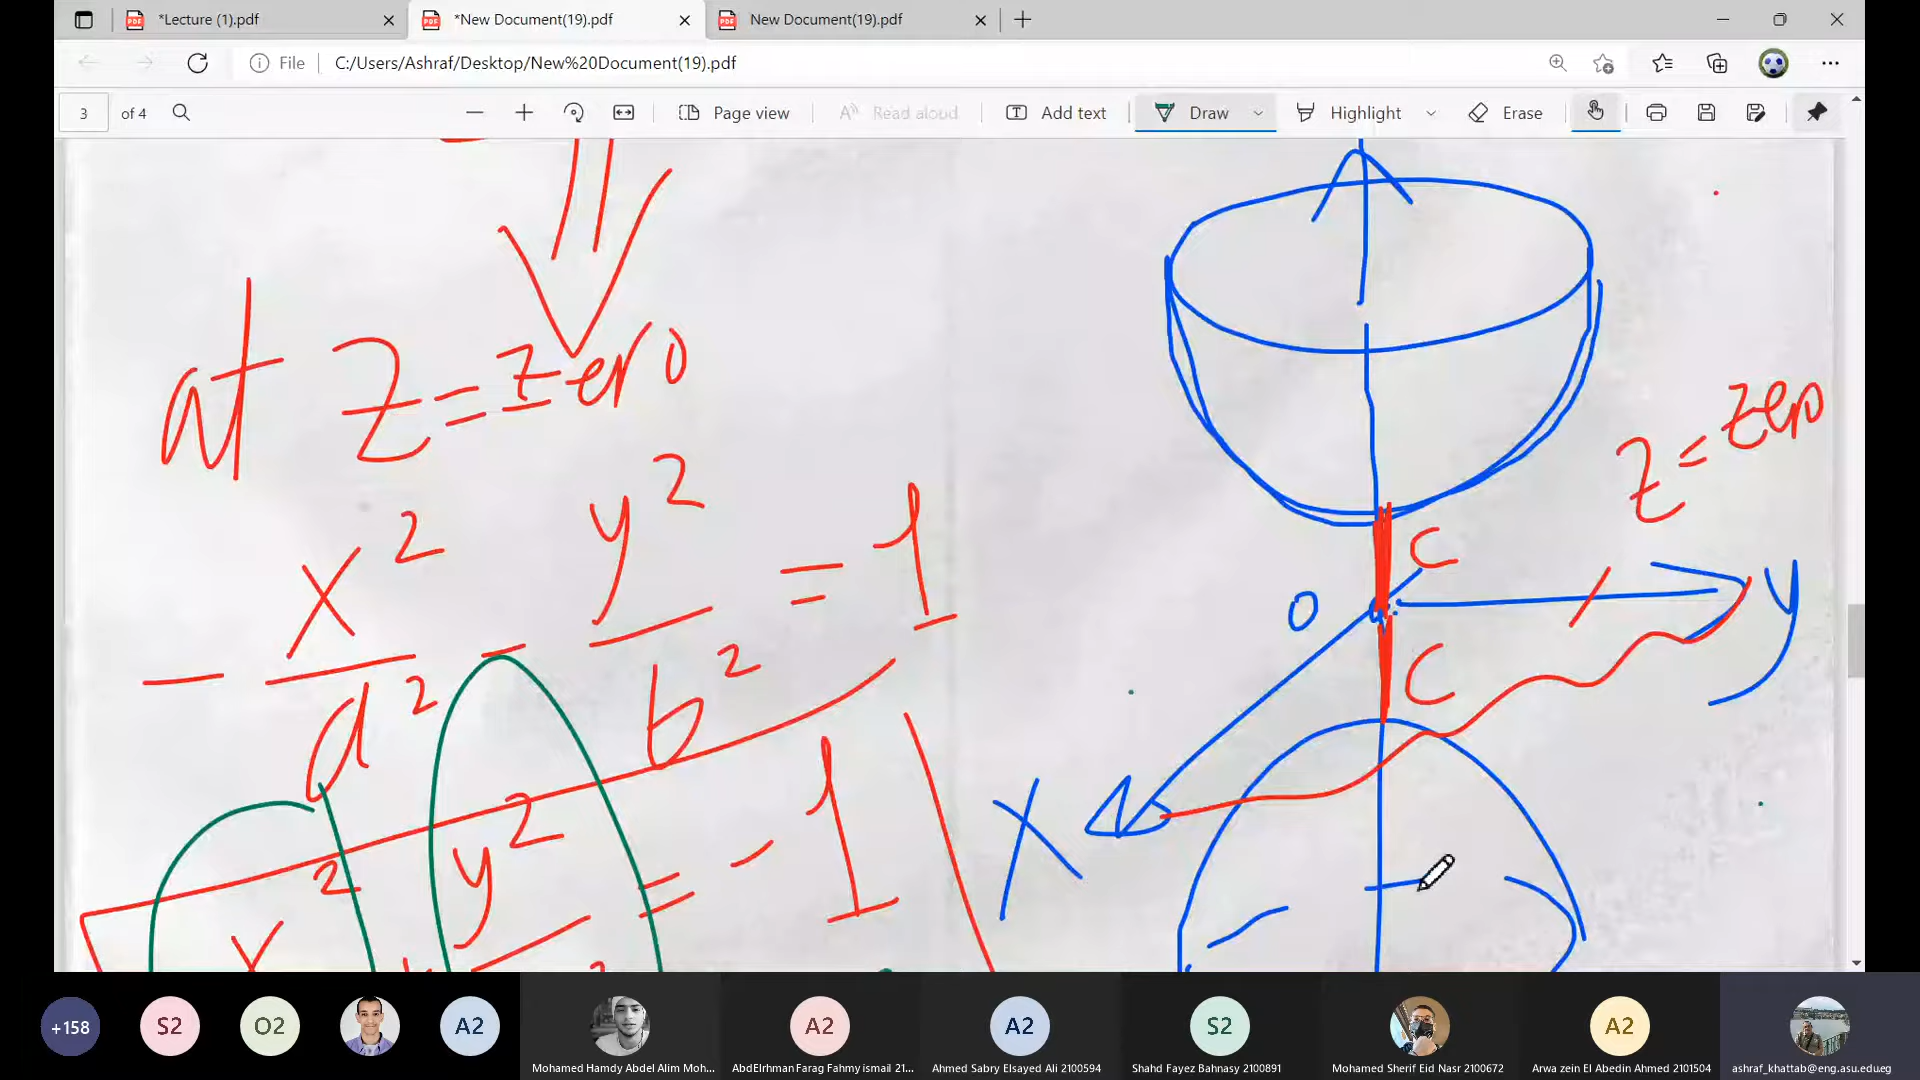 *Lecture (1).pdf
*New Document(19).pdf
New Document(19).pdf
File
C:/Users/Ashraf/Desktop/New%20Document(19).pdf
3 of 4
Page view
Read aloud
Add text
Draw
Highlight
Erase
at Z = zero
- x² / a² - y² / b² = 1
x² y² = -1
Z = zero
C
O
y
C
X
+158
S2
O2
A2
A2
A2
S2
A2
Mohamed Hamdy Abdel Alim Moh...
AbdElrhman Farag Fahmy ismail 21...
Ahmed Sabry Elsayed Ali 2100594
Shahd Fayez Bahnasy 2100891
Mohamed Sherif Eid Nasr 2100672
Arwa zein El Abedin Ahmed 2101504
ashraf_khattab@eng.asu.edu.eg